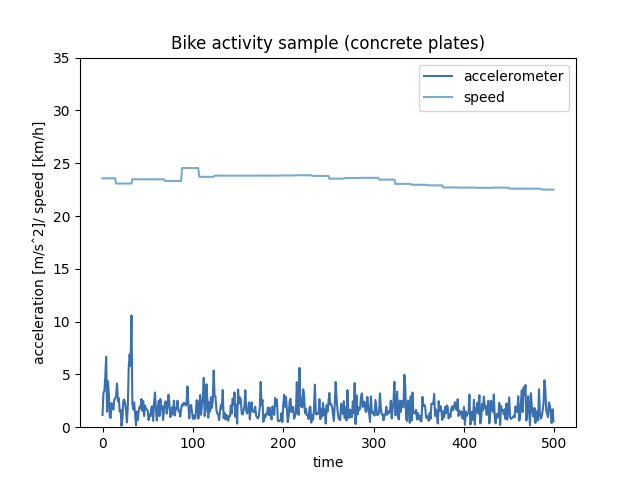 Bike activity sample (concrete plates)
accelerometer
speed
acceleration [m/s^2]/ speed [km/h]
35
30
25
20
15
10
5
0
0 100 200 300 400 500
time